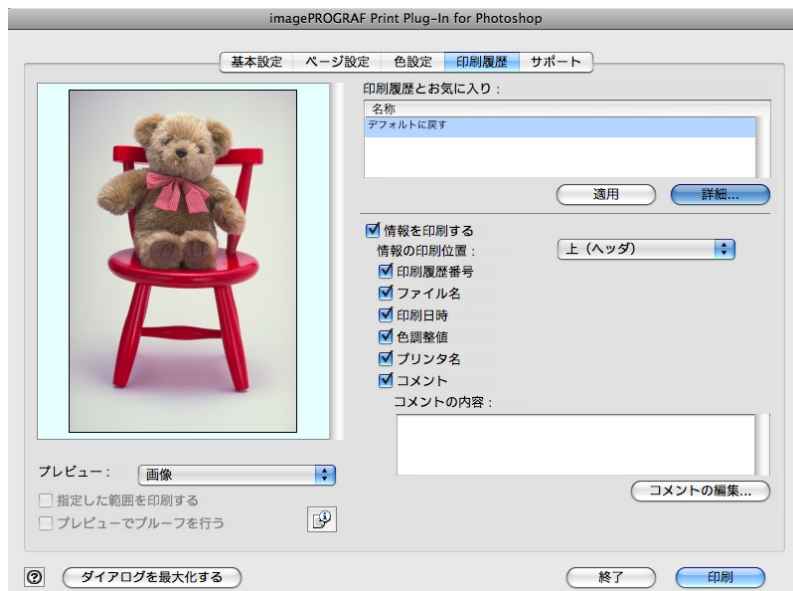 imagePROGRAF Print Plug-In for Photoshop
基本設定 ページ設定 色設定 印刷履歴 サポート
印刷履歴とお気に入り：
名称
デフォルトに戻す
適用 詳細...
情報を印刷する
情報の印刷位置： 上（ヘッダ）
印刷履歴番号
ファイル名
印刷日時
色調整値
プリンタ名
コメント
コメントの内容：
プレビュー： 画像
コメントの編集...
指定した範囲を印刷する
プレビューでプルーフを行う
? ダイアログを最大化する 終了 印刷